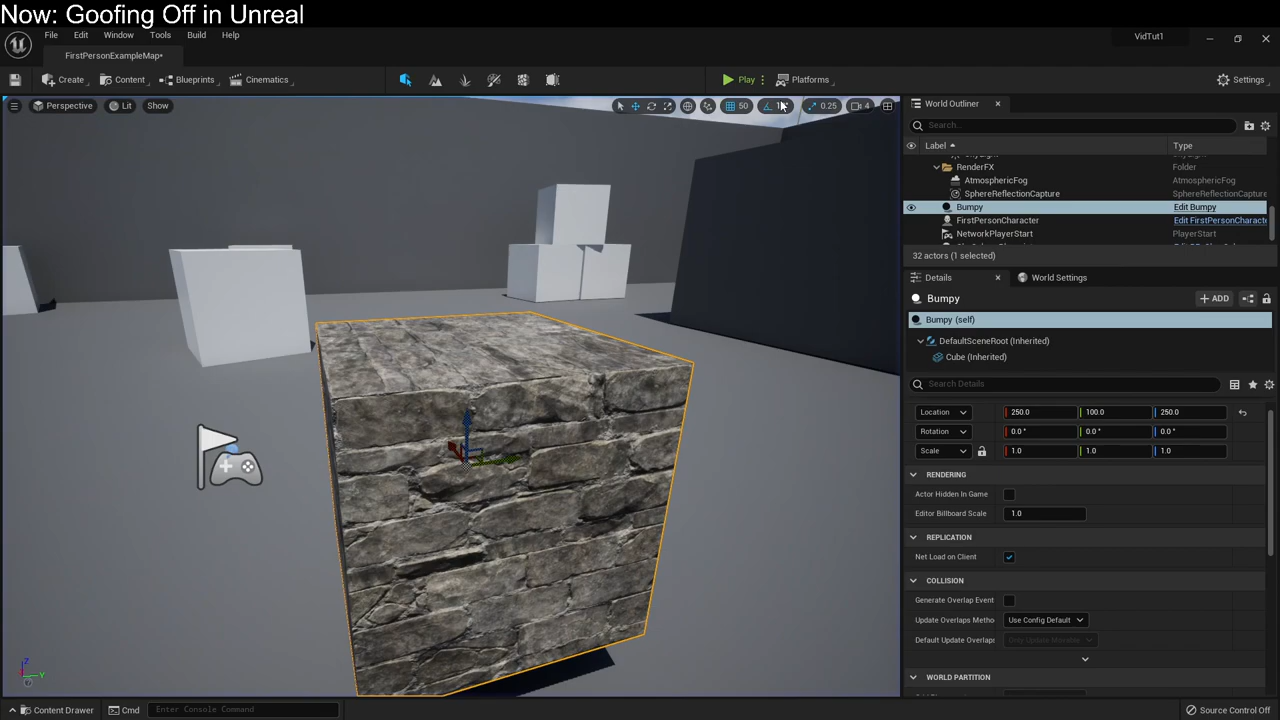 Now: Goofing Off in Unreal
File Edit Window Tools Build Help
VidTut1
FirstPersonExampleMap*
Create Content Blueprints Cinematics Play Platforms Settings
Perspective Lit Show 50 0.25 4
World Outliner
Search...
Label Type
RenderFX Folder
AtmosphericFog AtmosphericFog
SphereReflectionCapture SphereReflectionCapture
Bumpy Edit Bumpy
FirstPersonCharacter Edit FirstPersonCharacte
NetworkPlayerStart PlayerStart
32 actors (1 selected)
Details World Settings
Bumpy ADD
Bumpy (self)
DefaultSceneRoot (Inherited)
Cube (Inherited)
Search Details
Location 250.0 100.0 250.0
Rotation 0.0 ° 0.0 ° 0.0 °
Scale 1.0 1.0 1.0
RENDERING
Actor Hidden In Game
Editor Billboard Scale 1.0
REPLICATION
Net Load on Client
COLLISION
Generate Overlap Event
Update Overlaps Metho Use Config Default
Default Update Overlaps Only Update Movable
WORLD PARTITION
Z
Y
Content Drawer Cmd Enter Console Command Source Control Off